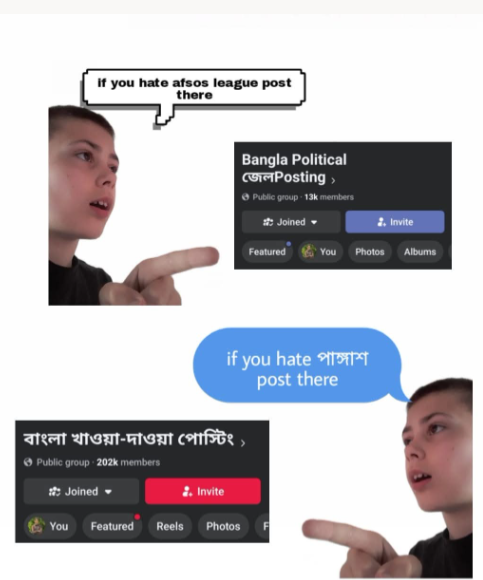 if you hate afsos league post
there
Bangla Political
জেলPosting >
Public group · 13k members
Joined
Invite
Featured
You
Photos
Albums
if you hate পাঙ্গাশ
post there
বাংলা খাওয়া-দাওয়া পোস্টিং >
Public group · 202k members
Joined
Invite
You
Featured
Reels
Photos
F